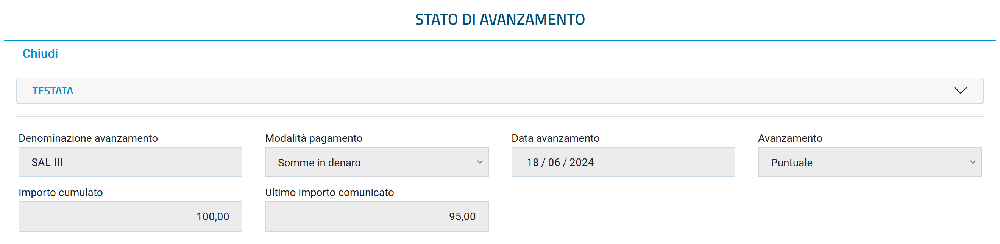 STATO DI AVANZAMENTO
Chiudi
TESTATA
Denominazione avanzamento
SAL III
Modalità pagamento
Somme in denaro
Data avanzamento
18 / 06 / 2024
Avanzamento
Puntuale
Importo cumulato
100,00
Ultimo importo comunicato
95,00